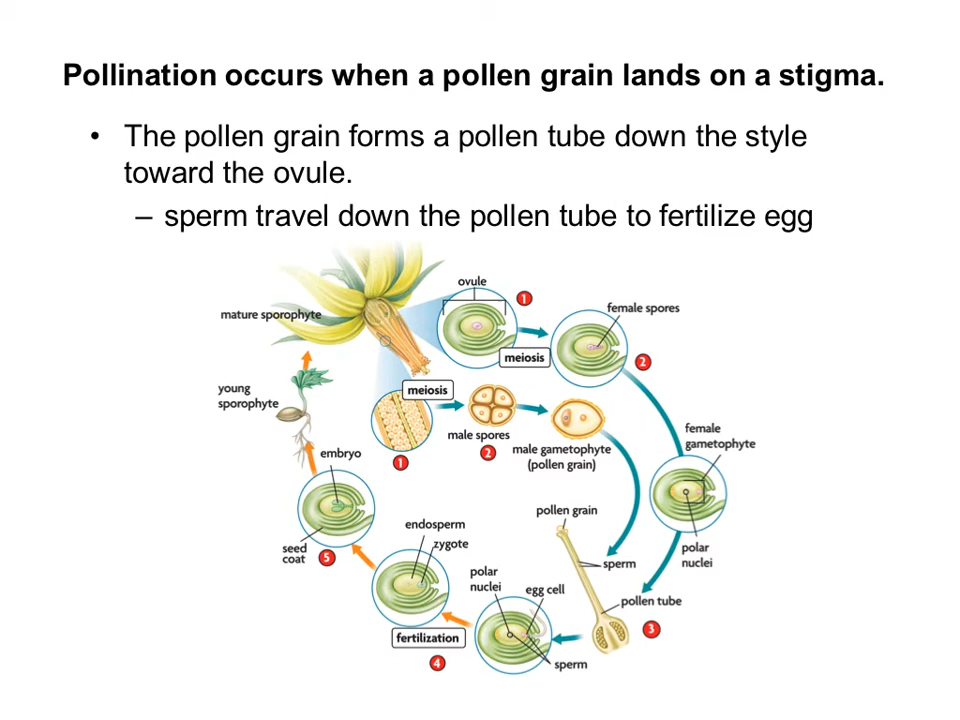 Pollination occurs when a pollen grain lands on a stigma.
• The pollen grain forms a pollen tube down the style
toward the ovule.
– sperm travel down the pollen tube to fertilize egg
ovule
1
mature sporophyte
female spores
meiosis
2
young
sporophyte
meiosis
male spores
2
male gametophyte
(pollen grain)
1
female
gametophyte
embryo
pollen grain
endosperm
zygote
seed
coat
5
polar
nuclei
sperm
polar
nuclei
egg cell
pollen tube
3
fertilization
4
sperm